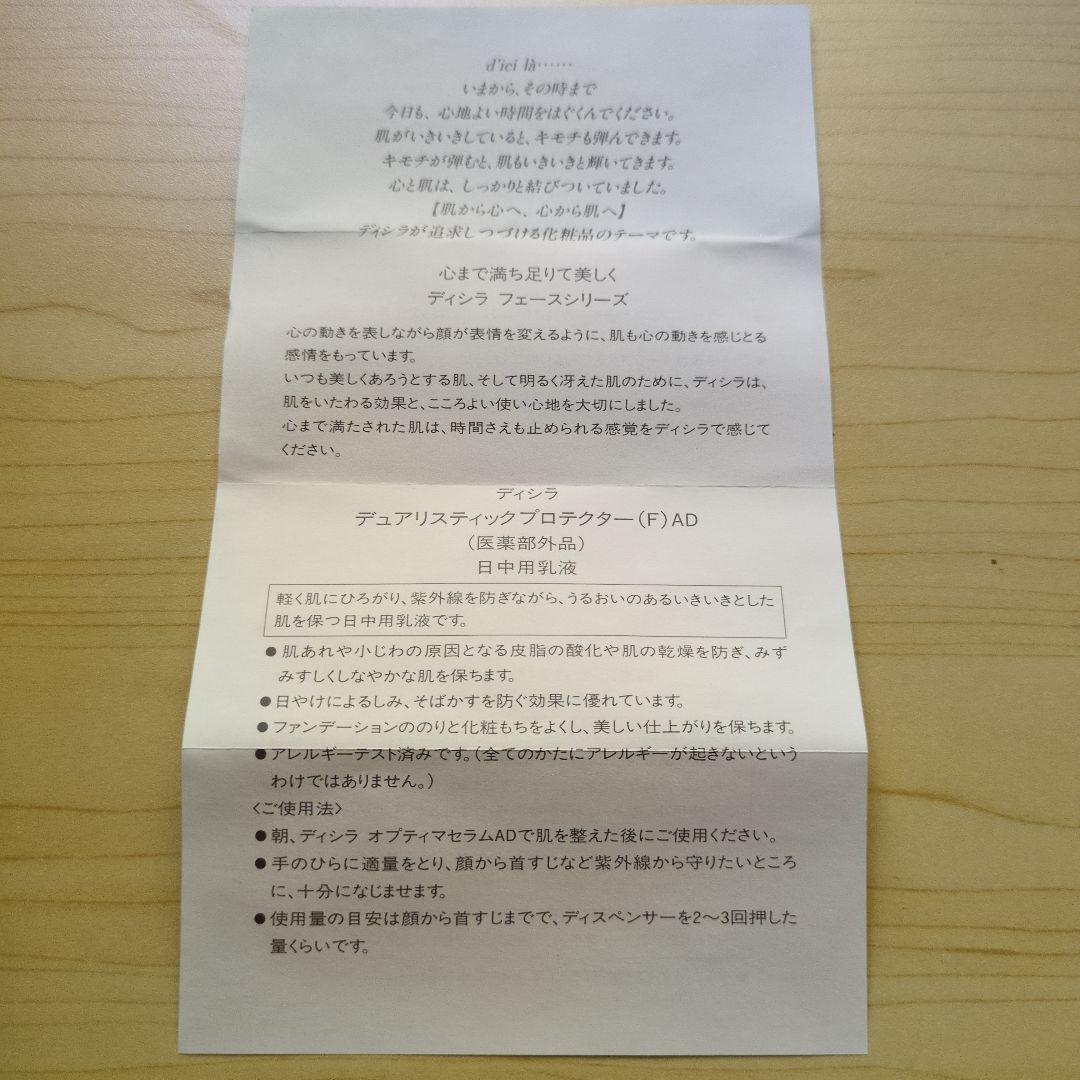 d'ici là……
いまから、その時まで
今日も、心地よい時間をはぐくんでください。
肌がいきいきしていると、キモチも弾んできます。
キモチが弾むと、肌もいきいきと輝いてきます。
心と肌は、しっかりと結びついていました。
【肌から心へ、心から肌へ】
ディシラが追求しつづける化粧品のテーマです。
心まで満ち足りて美しく
ディシラ フェースシリーズ
心の動きを表しながら顔が表情を変えるように、肌も心の動きを感じとる
感情をもっています。
いつも美しくあろうとする肌、そして明るく冴えた肌のために、ディシラは、
肌をいたわる効果と、こころよい使い心地を大切にしました。
心まで満たされた肌は、時間さえも止められる感覚をディシラで感じて
ください。
ディシラ
デュアリスティックプロテクター(F)AD
(医薬部外品)
日中用乳液
軽く肌にひろがり、紫外線を防ぎながら、うるおいのあるいきいきとした
肌を保つ日中用乳液です。
●肌あれや小じわの原因となる皮脂の酸化や肌の乾燥を防ぎ、みず
みずしくしなやかな肌を保ちます。
●日やけによるしみ、そばかすを防ぐ効果に優れています。
●ファンデーションののりと化粧もちをよくし、美しい仕上がりを保ちます。
●アレルギーテスト済みです。(全てのかたにアレルギーが起きないという
わけではありません。)
〈ご使用法〉
●朝、ディシラ オプティマセラムADで肌を整えた後にご使用ください。
●手のひらに適量をとり、顔から首すじなど紫外線から守りたいところ
に、十分になじませます。
●使用量の目安は顔から首すじまでで、ディスペンサーを2〜3回押した
量くらいです。